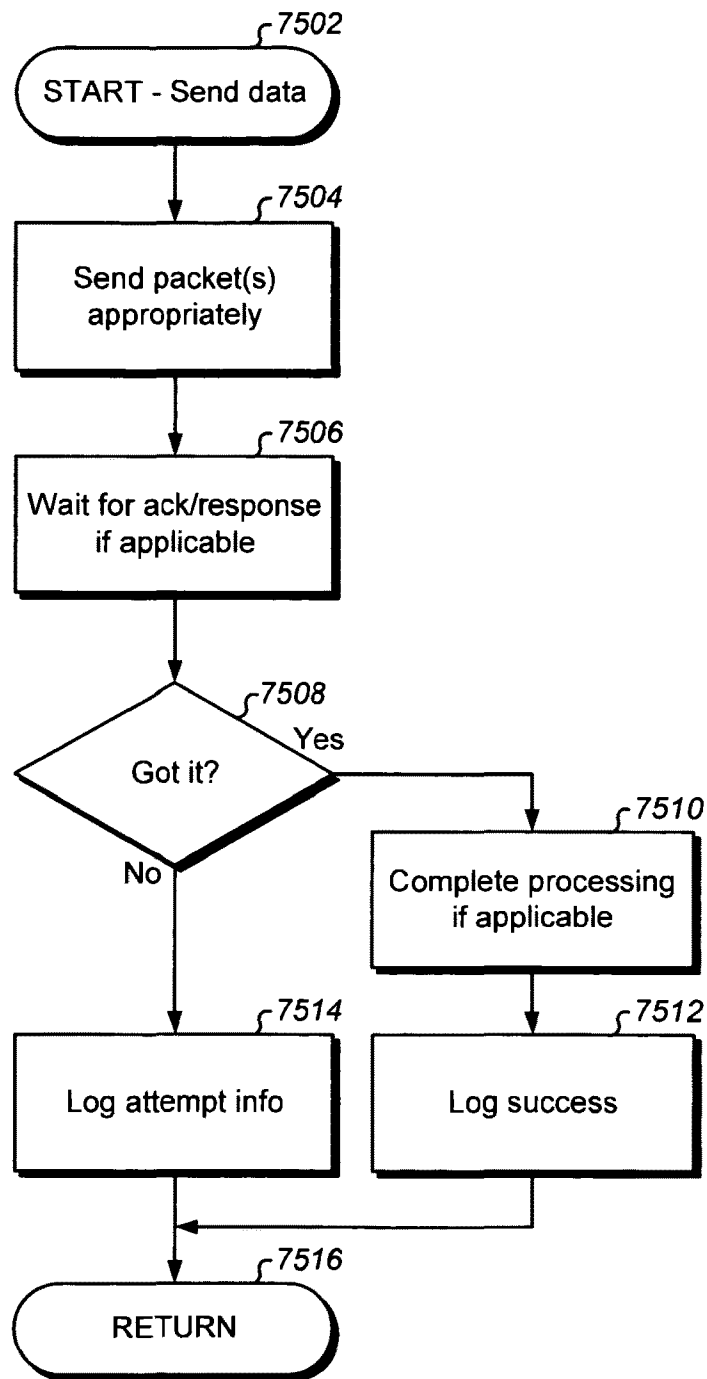 7502
START - Send data
7504
Send packet(s)
appropriately
7506
Wait for ack/response
if applicable
7508
Got it?
Yes
No
7510
Complete processing
if applicable
7514
Log attempt info
7512
Log success
7516
RETURN